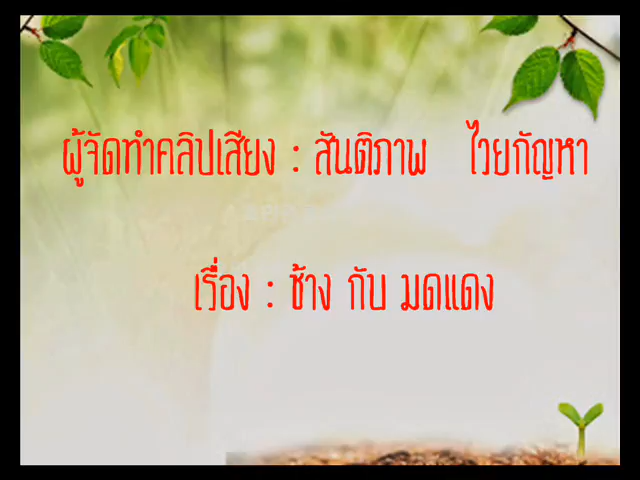 ผู้จัดทำคลิปเสียง : สันติภาพ ไวยกัญหา
เรื่อง : ช้าง กับ มดแดง